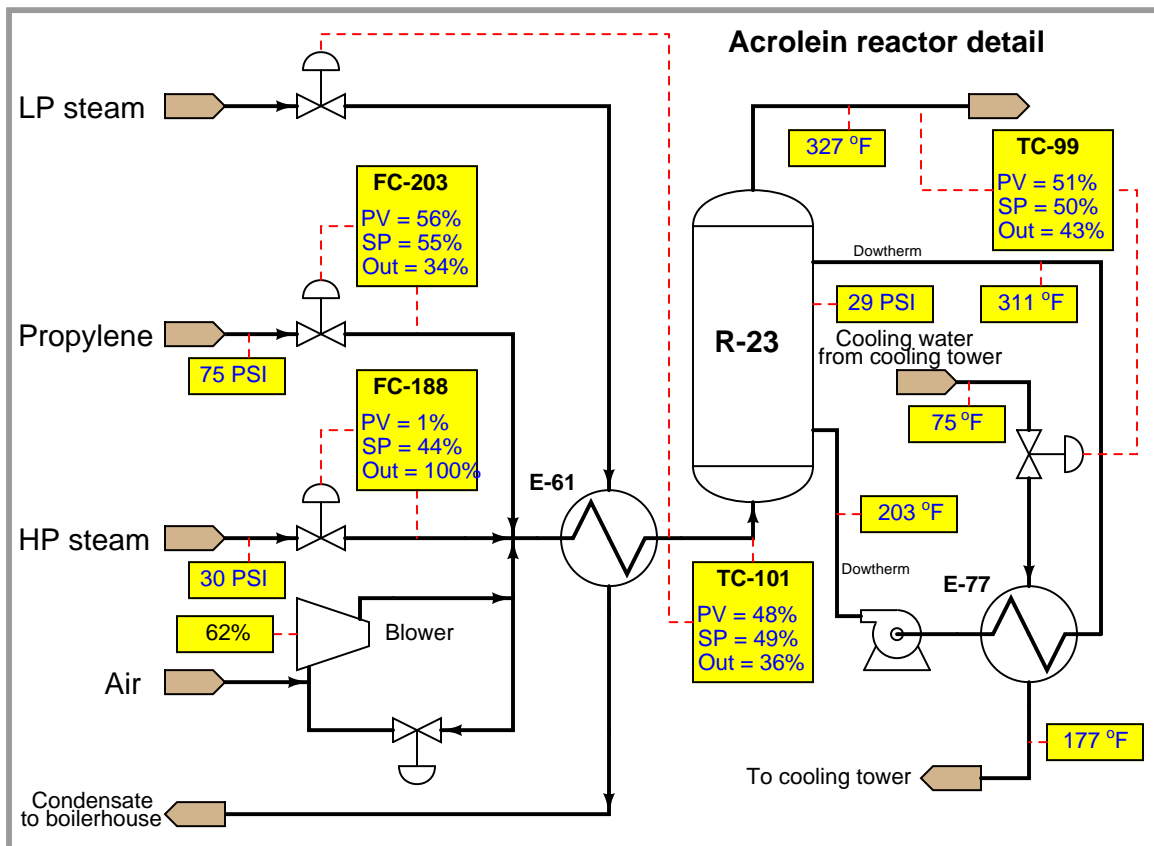 Acrolein reactor detail
LP steam
327 °F
TC-99
PV = 51%
SP = 50%
Out = 43%
FC-203
PV = 56%
SP = 55%
Out = 34%
Dowtherm
29 PSI
311 °F
Propylene
75 PSI
R-23
Cooling water
from cooling tower
FC-188
PV = 1%
SP = 44%
Out = 100%
75 °F
E-61
HP steam
30 PSI
203 °F
Dowtherm
TC-101
PV = 48%
SP = 49%
Out = 36%
E-77
62%
Blower
Air
177 °F
To cooling tower
Condensate
to boilerhouse